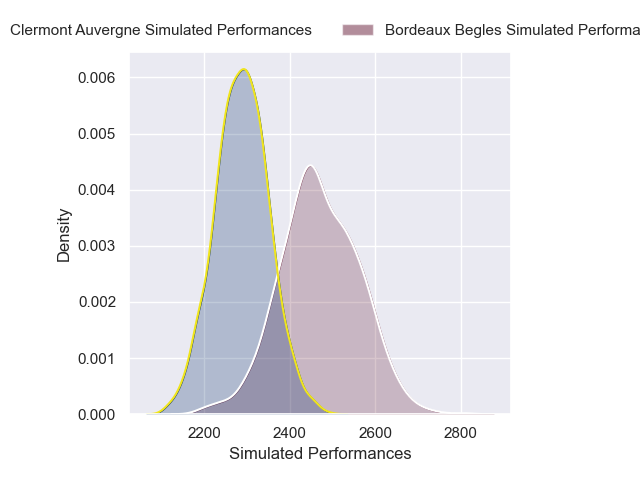 Clermont Auvergne Simulated Performances
Bordeaux Begles Simulated Performa
0.006
0.005
0.004
0.003
0.002
0.001
0.000
Density
2200 2400 2600 2800
Simulated Performances